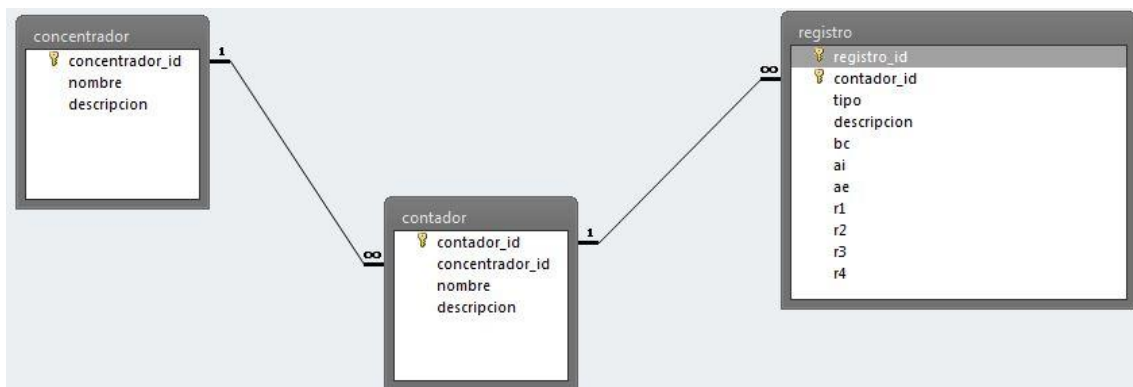 concentrador
concentrador_id
nombre
descripcion
1
∞
contador
contador_id
concentrador_id
nombre
descripcion
1
∞
registro
registro_id
contador_id
tipo
descripcion
bc
ai
ae
r1
r2
r3
r4